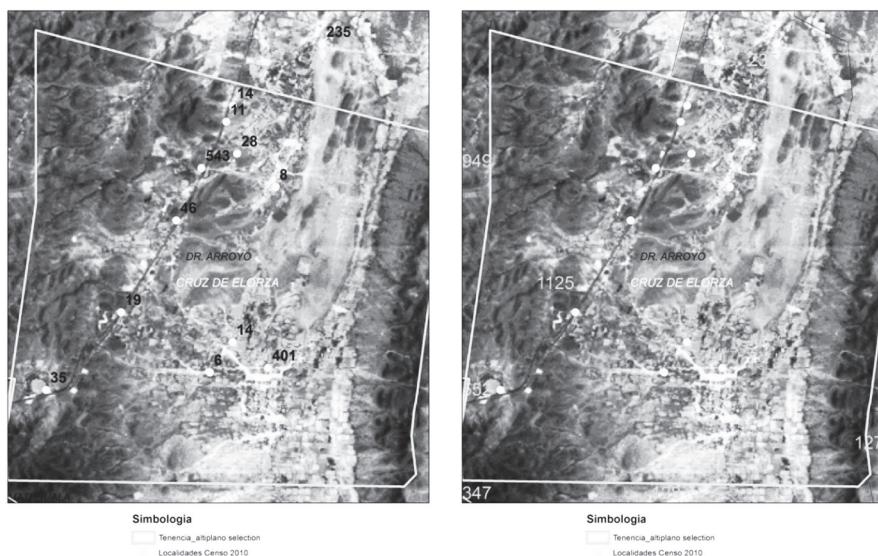 235
14
11
28
543
8
46
DR. ARROYO
CRUZ DE ELORZA
19
14
401
6
35
Simbologia
Tenencia_altiplano selection
Localidades Censo 2010
949
DR. ARROYO
CRUZ DE ELORZA
1125
347
Simbologia
Tenencia_altiplano selection
Localidades Censo 2010